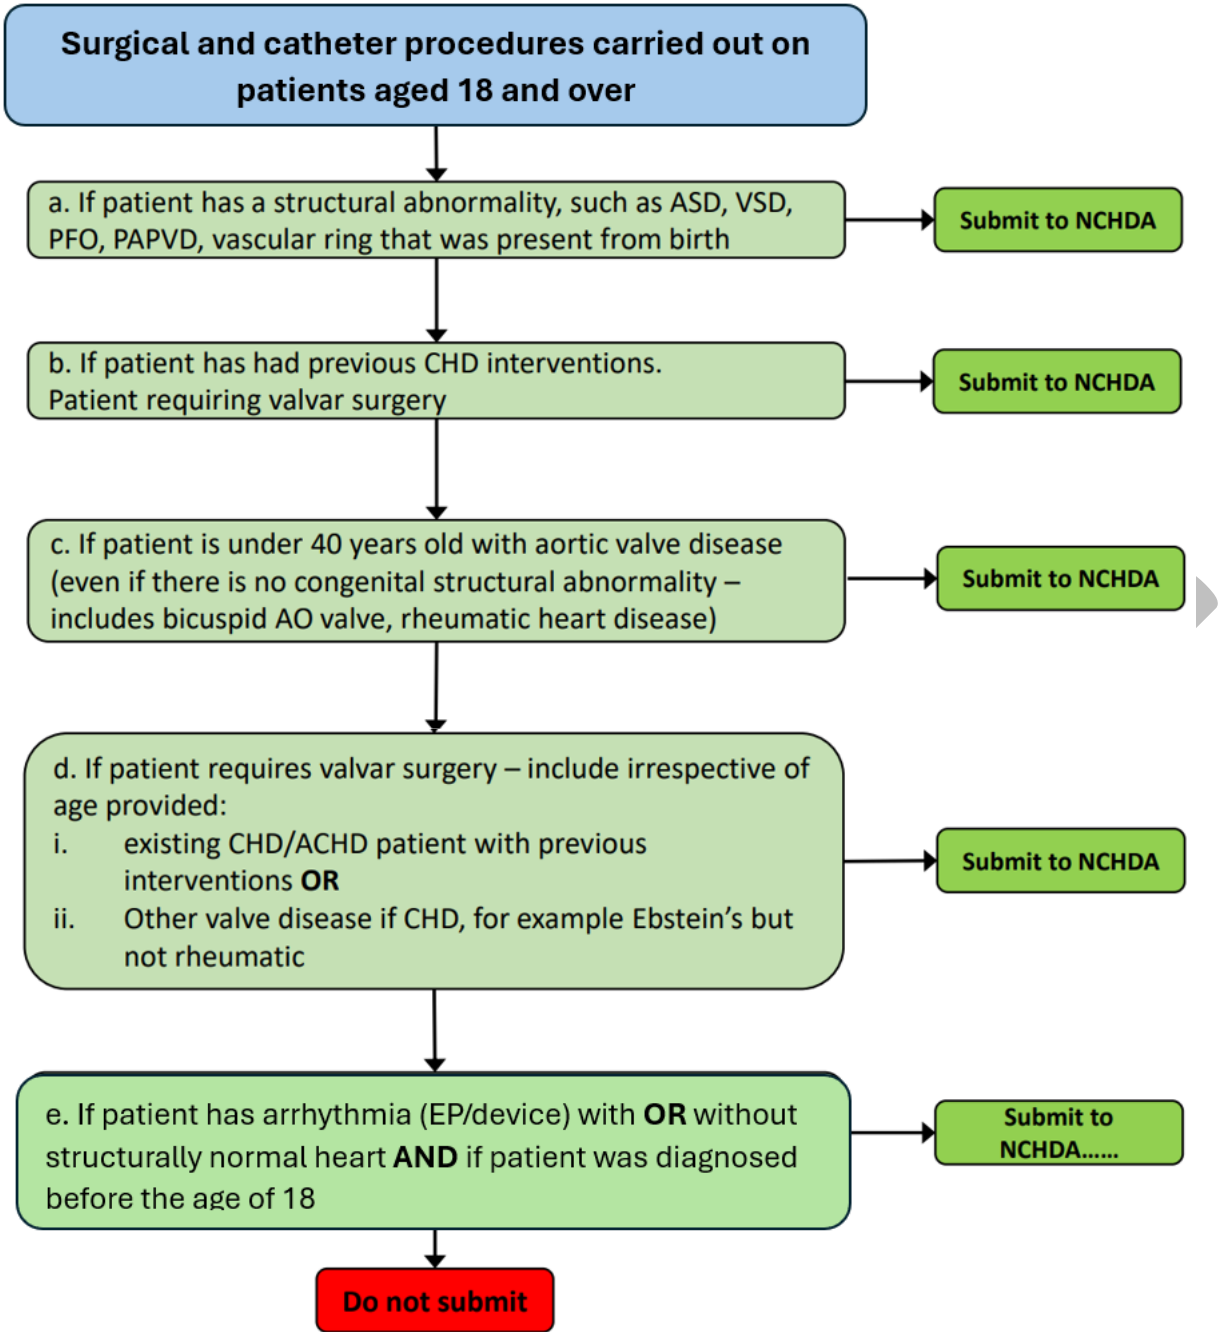 Surgical and catheter procedures carried out on
patients aged 18 and over
a. If patient has a structural abnormality, such as ASD, VSD,
PFO, PAPVD, vascular ring that was present from birth
Submit to NCHDA
b. If patient has had previous CHD interventions.
Patient requiring valvar surgery
Submit to NCHDA
c. If patient is under 40 years old with aortic valve disease
(even if there is no congenital structural abnormality –
includes bicuspid AO valve, rheumatic heart disease)
Submit to NCHDA
d. If patient requires valvar surgery – include irrespective of
age provided:
i. existing CHD/ACHD patient with previous
interventions OR
ii. Other valve disease if CHD, for example Ebstein’s but
not rheumatic
Submit to NCHDA
e. If patient has arrhythmia (EP/device) with OR without
structurally normal heart AND if patient was diagnosed
before the age of 18
Submit to
NCHDA......
Do not submit